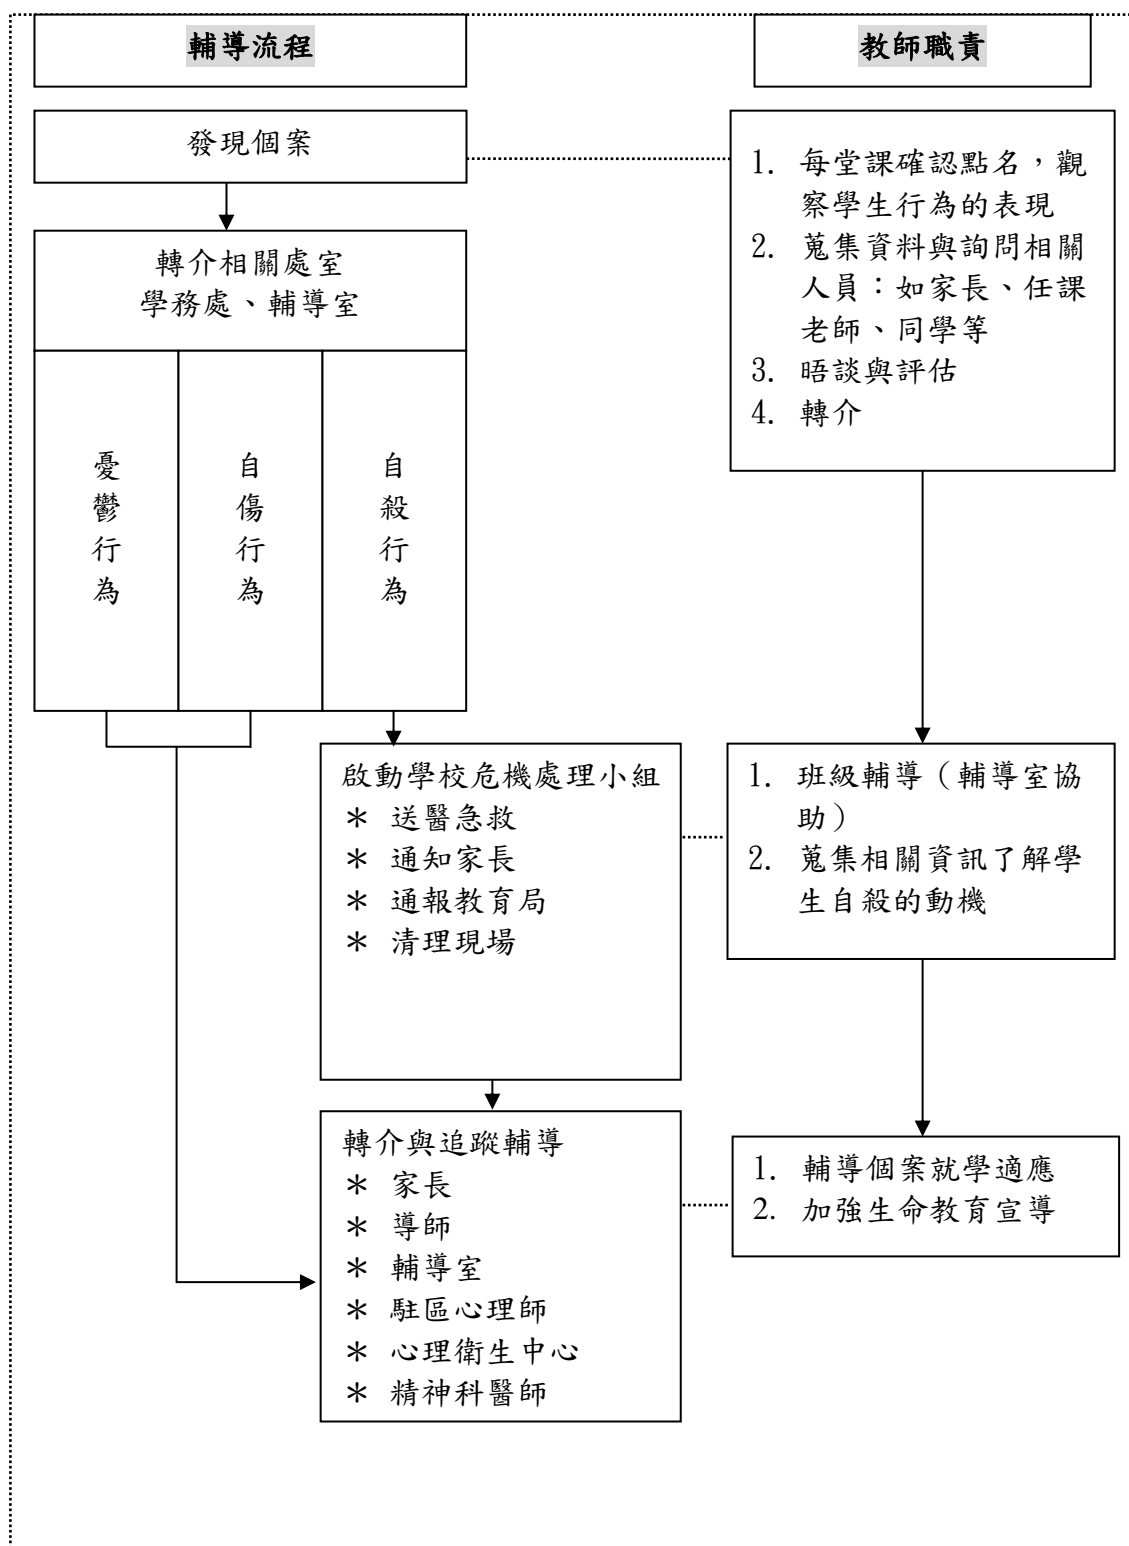 輔導流程
教師職責
發現個案
1. 每堂課確認點名，觀
察學生行為的表現
2. 蒐集資料與詢問相關
人員：如家長、任課
老師、同學等
3. 晤談與評估
4. 轉介
轉介相關處室
學務處、輔導室
憂鬱行為
自傷行為
自殺行為
啟動學校危機處理小組
＊ 送醫急救
＊ 通知家長
＊ 通報教育局
＊ 清理現場
1. 班級輔導（輔導室協
助）
2. 蒐集相關資訊了解學
生自殺的動機
轉介與追蹤輔導
＊ 家長
＊ 導師
＊ 輔導室
＊ 駐區心理師
＊ 心理衛生中心
＊ 精神科醫師
1. 輔導個案就學適應
2. 加強生命教育宣導